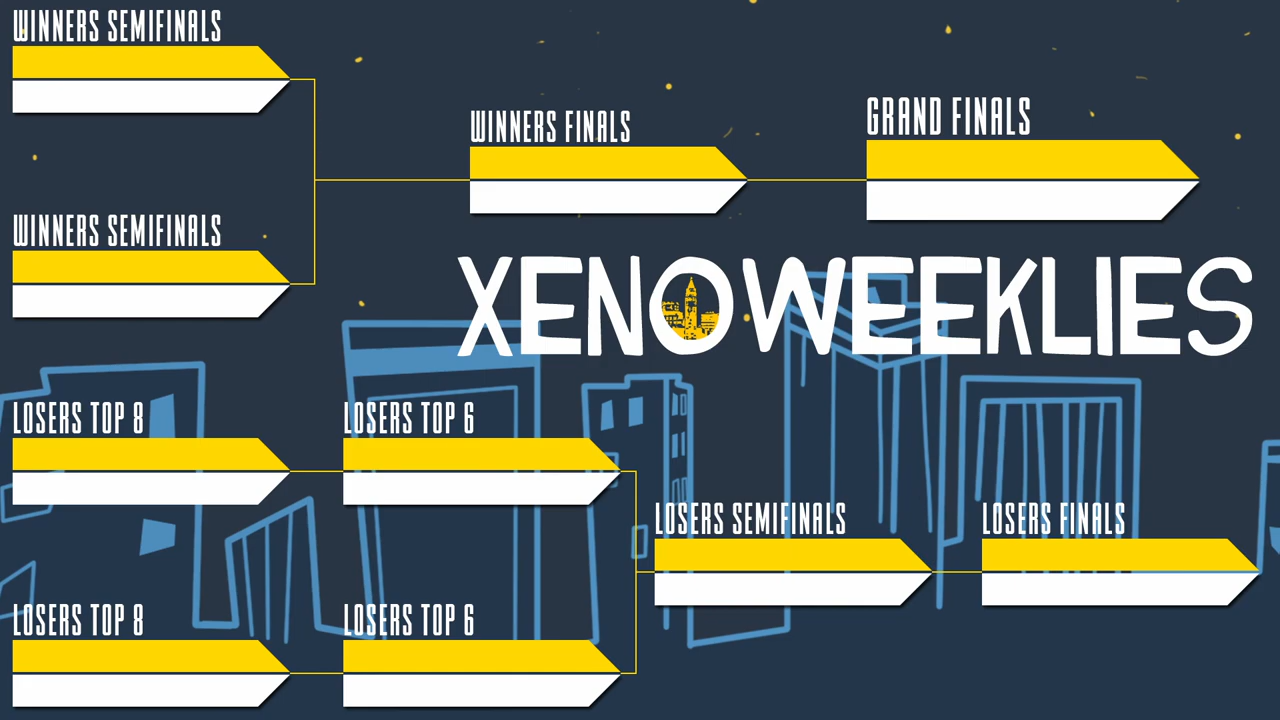 WINNERS SEMIFINALS
WINNERS FINALS
GRAND FINALS
WINNERS SEMIFINALS
XENOWEEKLIES
LOSERS TOP 8
LOSERS TOP 6
LOSERS SEMIFINALS
LOSERS FINALS
LOSERS TOP 8
LOSERS TOP 6